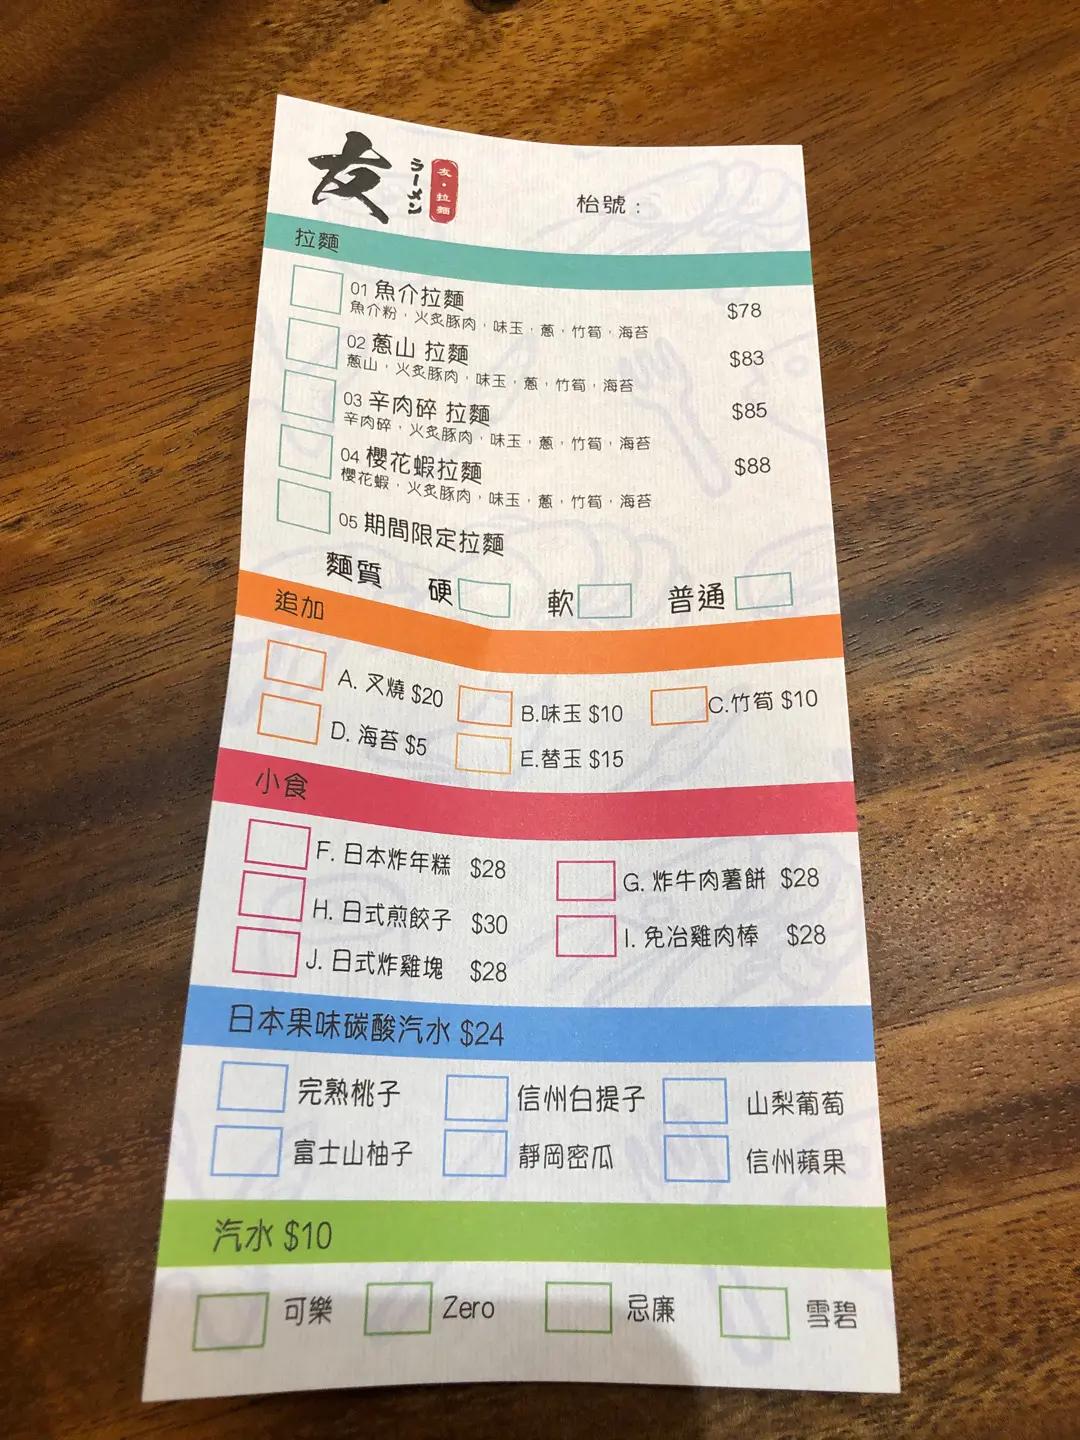 友 ラーメン 友・拉麵
枱號：
拉麵
01 魚介拉麵 $78
魚介粉，火炙豚肉，味玉，蔥，竹筍，海苔
02 蔥山 拉麵 $83
蔥山，火炙豚肉，味玉，蔥，竹筍，海苔
03 辛肉碎 拉麵 $85
辛肉碎，火炙豚肉，味玉，蔥，竹筍，海苔
04 櫻花蝦拉麵 $88
櫻花蝦，火炙豚肉，味玉，蔥，竹筍，海苔
05 期間限定拉麵
麵質 硬 軟 普通
追加
A. 叉燒 $20 B.味玉 $10 C.竹筍 $10
D. 海苔 $5 E.替玉 $15
小食
F. 日本炸年糕 $28 G. 炸牛肉薯餅 $28
H. 日式煎餃子 $30 I. 免治雞肉棒 $28
J. 日式炸雞塊 $28
日本果味碳酸汽水 $24
完熟桃子 信州白提子 山梨葡萄
富士山柚子 靜岡密瓜 信州蘋果
汽水 $10
可樂 Zero 忌廉 雪碧